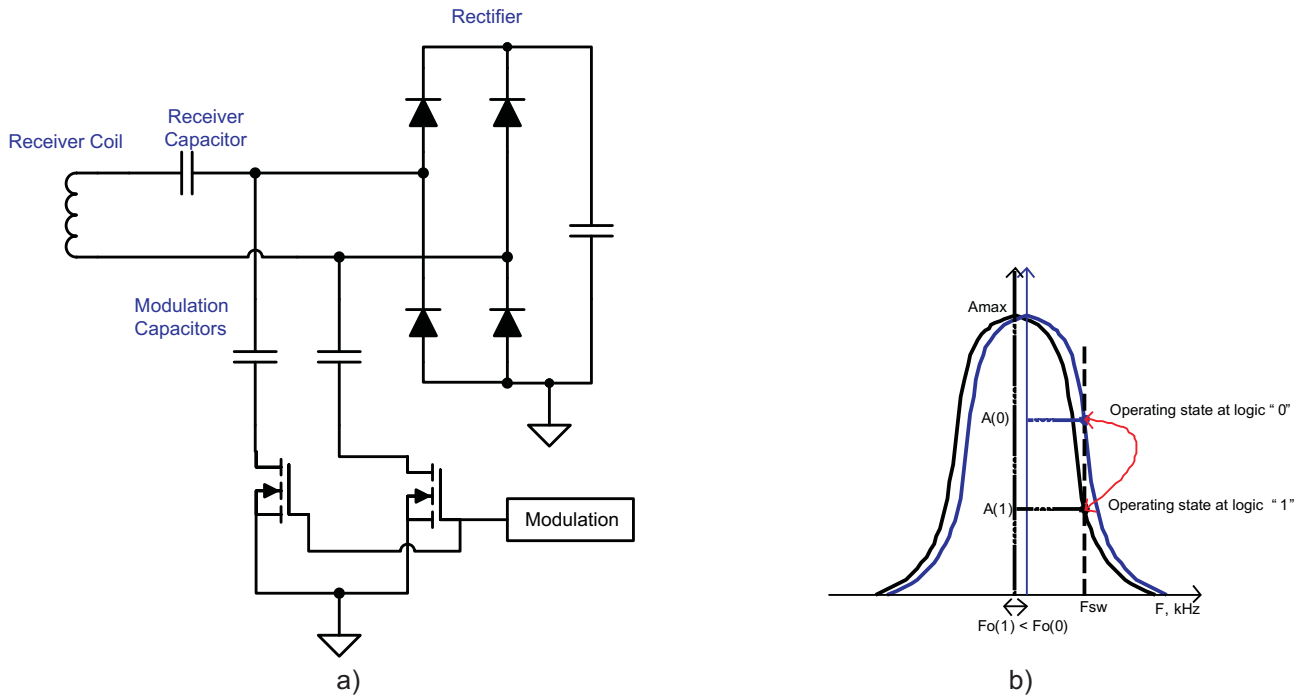 Rectifier
Receiver
Capacitor
Receiver Coil
Modulation
Capacitors
Modulation
a)
Amax
A(0)
Operating state at logic “ 0”
A(1)
Operating state at logic “ 1”
Fsw
F, kHz
Fo(1) < Fo(0)
b)